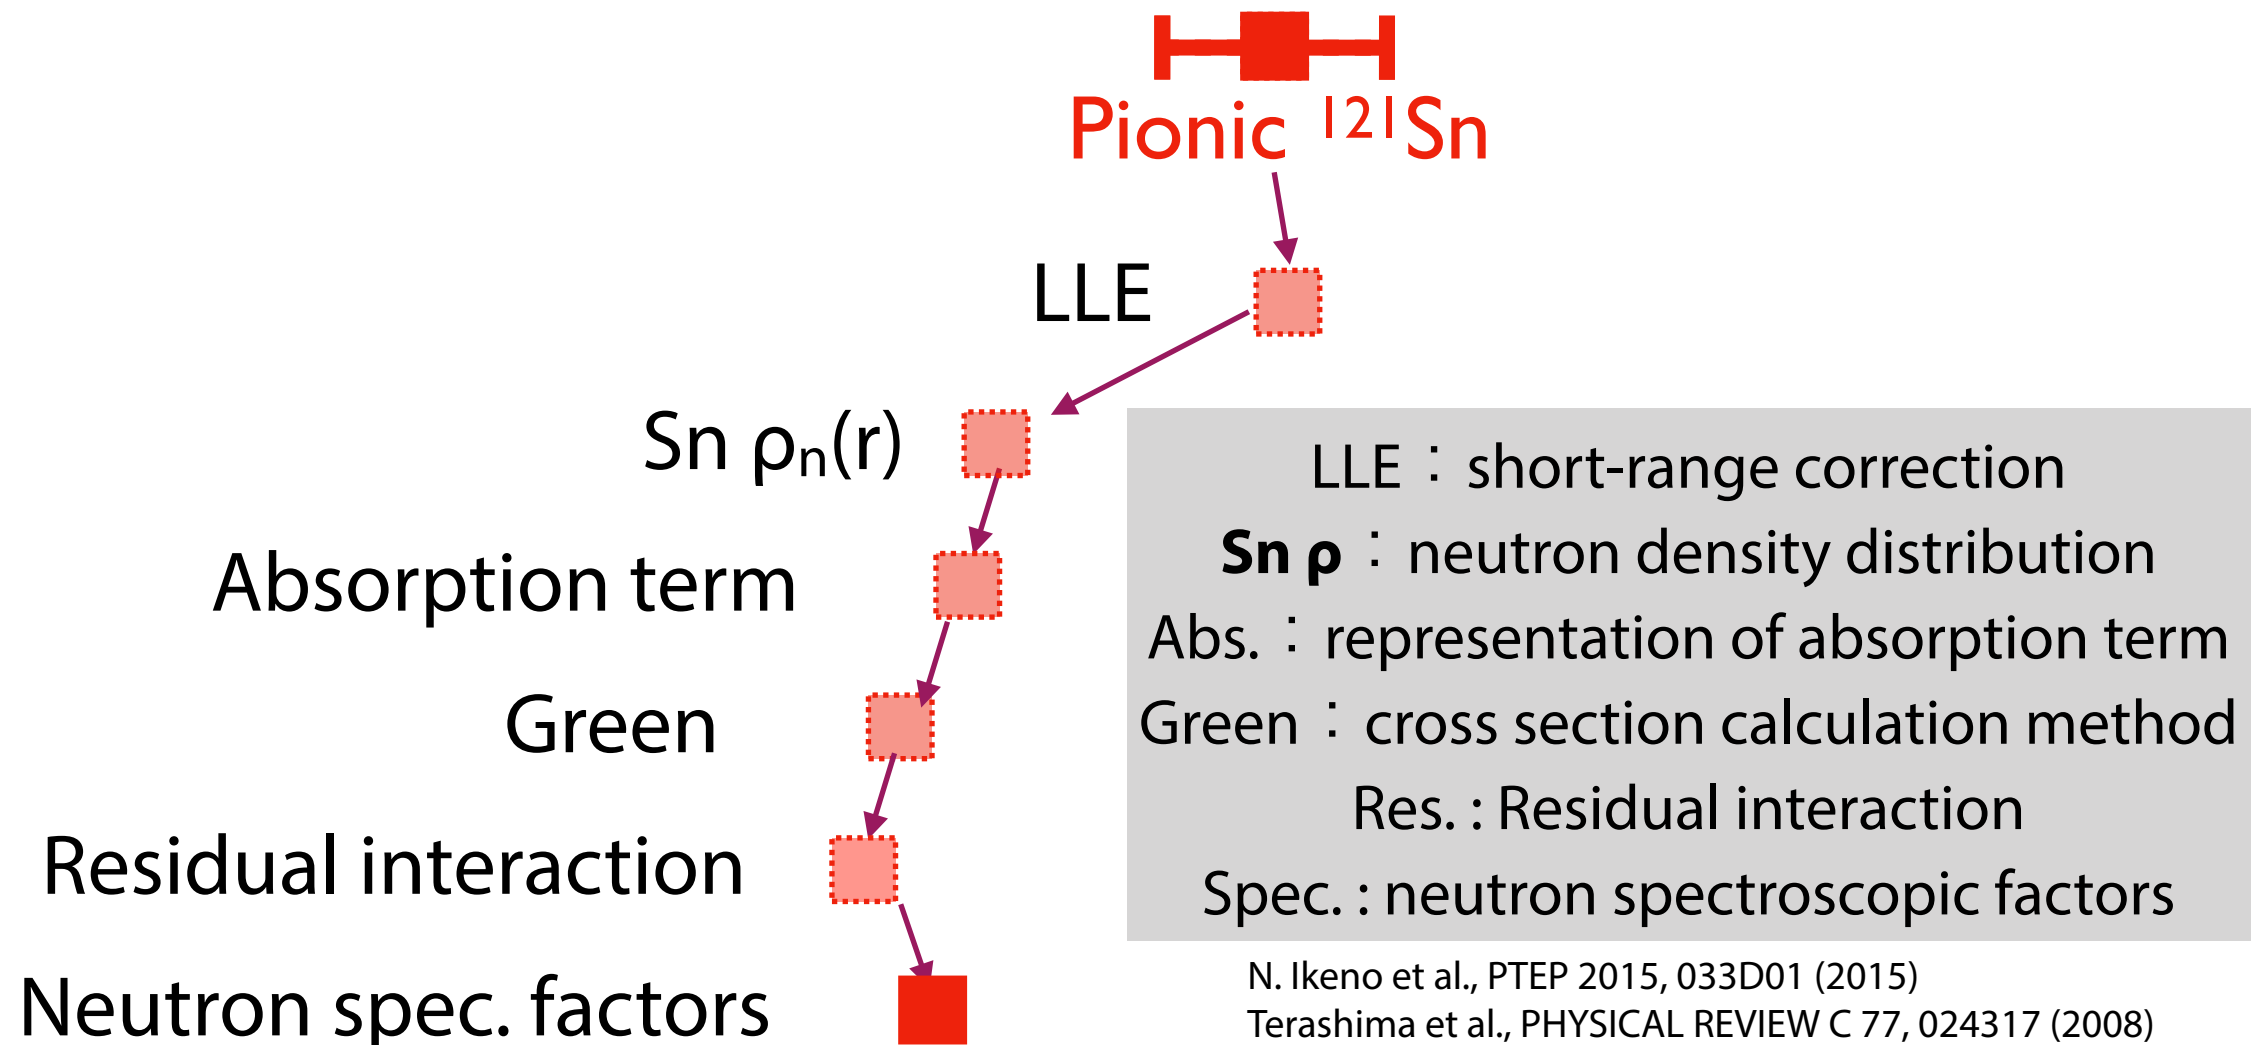 Pionic ¹²¹Sn
LLE
Sn ρₙ(r)
Absorption term
Green
Residual interaction
Neutron spec. factors
LLE：short-range correction
Sn ρ：neutron density distribution
Abs.：representation of absorption term
Green：cross section calculation method
Res. : Residual interaction
Spec. : neutron spectroscopic factors
N. Ikeno et al., PTEP 2015, 033D01 (2015)
Terashima et al., PHYSICAL REVIEW C 77, 024317 (2008)